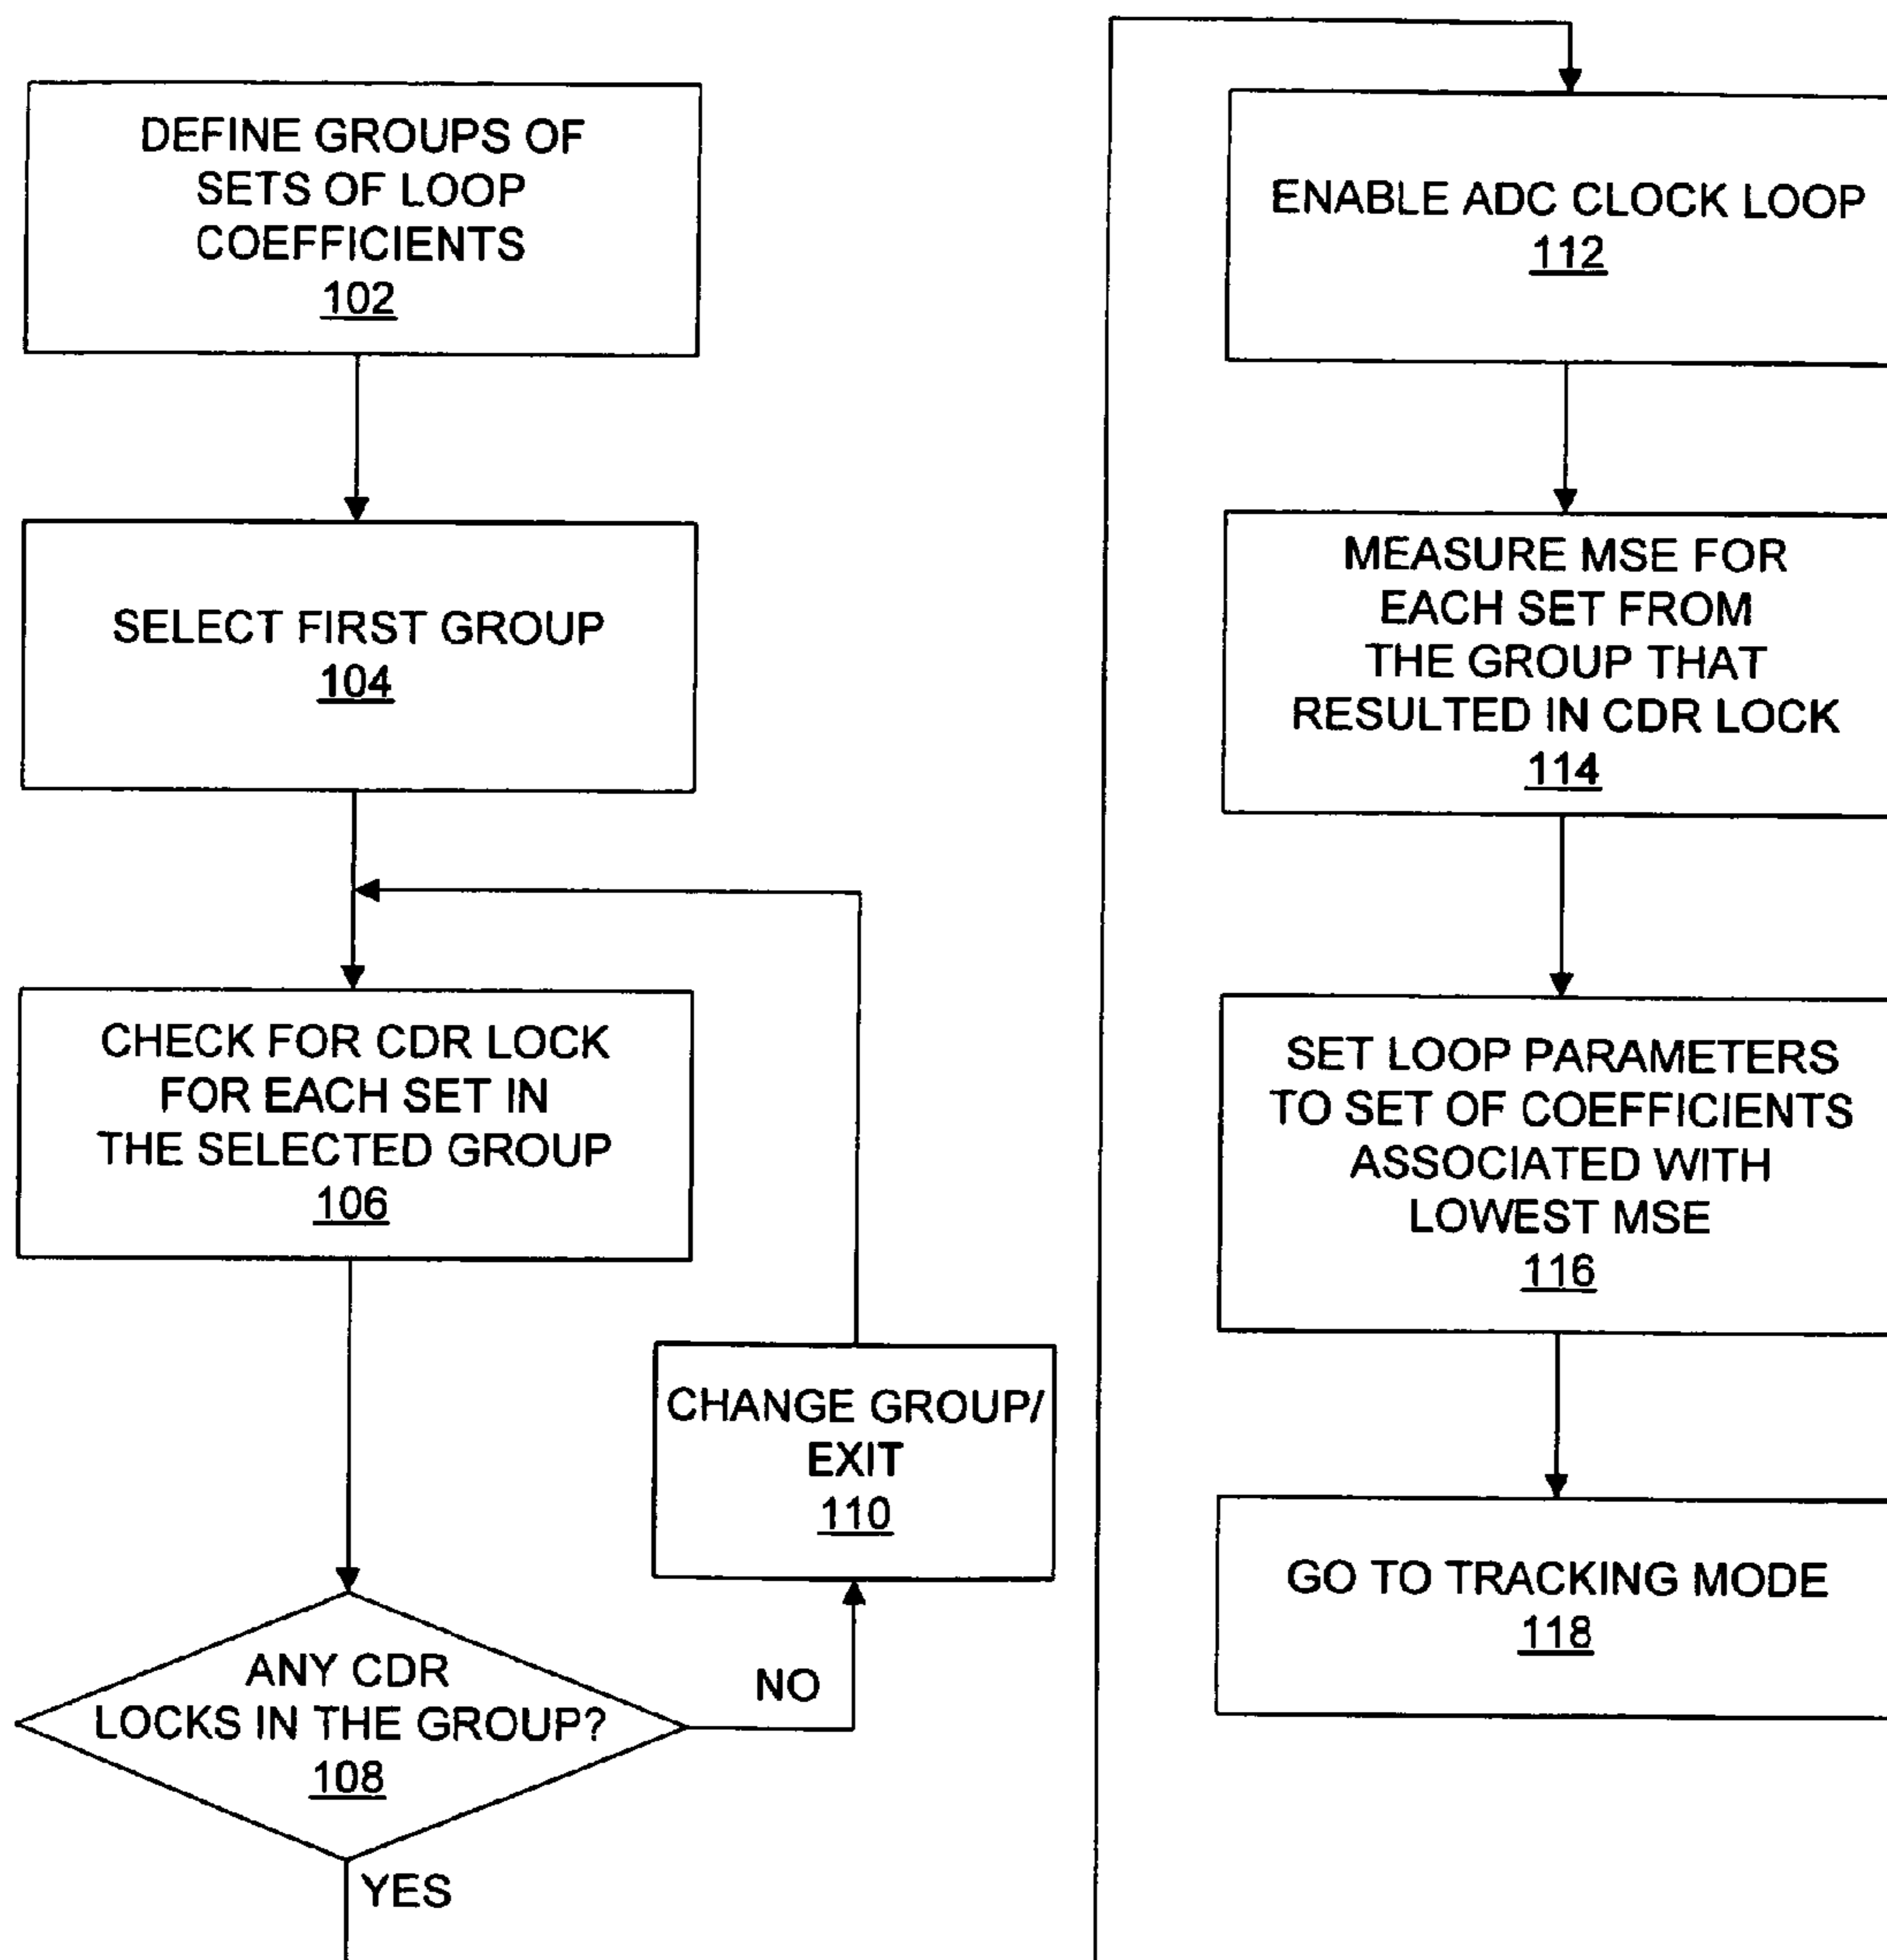 DEFINE GROUPS OF
SETS OF LOOP
COEFFICIENTS
102
SELECT FIRST GROUP
104
CHECK FOR CDR LOCK
FOR EACH SET IN
THE SELECTED GROUP
106
ANY CDR
LOCKS IN THE GROUP?
108
NO
YES
CHANGE GROUP/
EXIT
110
ENABLE ADC CLOCK LOOP
112
MEASURE MSE FOR
EACH SET FROM
THE GROUP THAT
RESULTED IN CDR LOCK
114
SET LOOP PARAMETERS
TO SET OF COEFFICIENTS
ASSOCIATED WITH
LOWEST MSE
116
GO TO TRACKING MODE
118